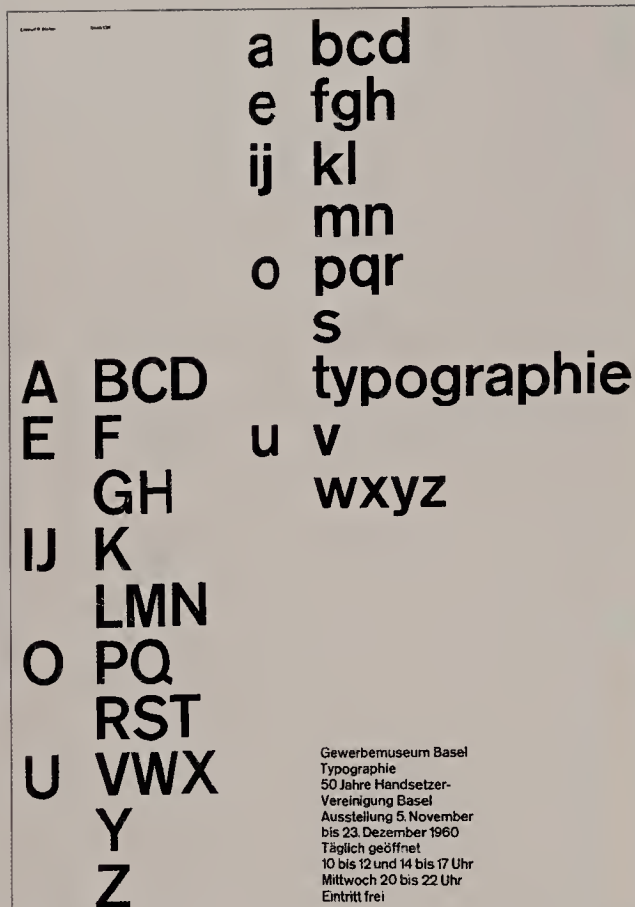 a bcd
e fgh
ij kl
mn
o pqr
s
typographie
u v
wxyz
A BCD
E F
GH
IJ K
LMN
O PQ
RST
U VWX
Y
Z
Gewerbemuseum Basel
Typographie
50 Jahre Handsetzer-
Vereinigung Basel
Ausstellung 5. November
bis 23. Dezember 1960
Täglich geöffnet
10 bis 12 und 14 bis 17 Uhr
Mittwoch 20 bis 22 Uhr
Eintritt frei